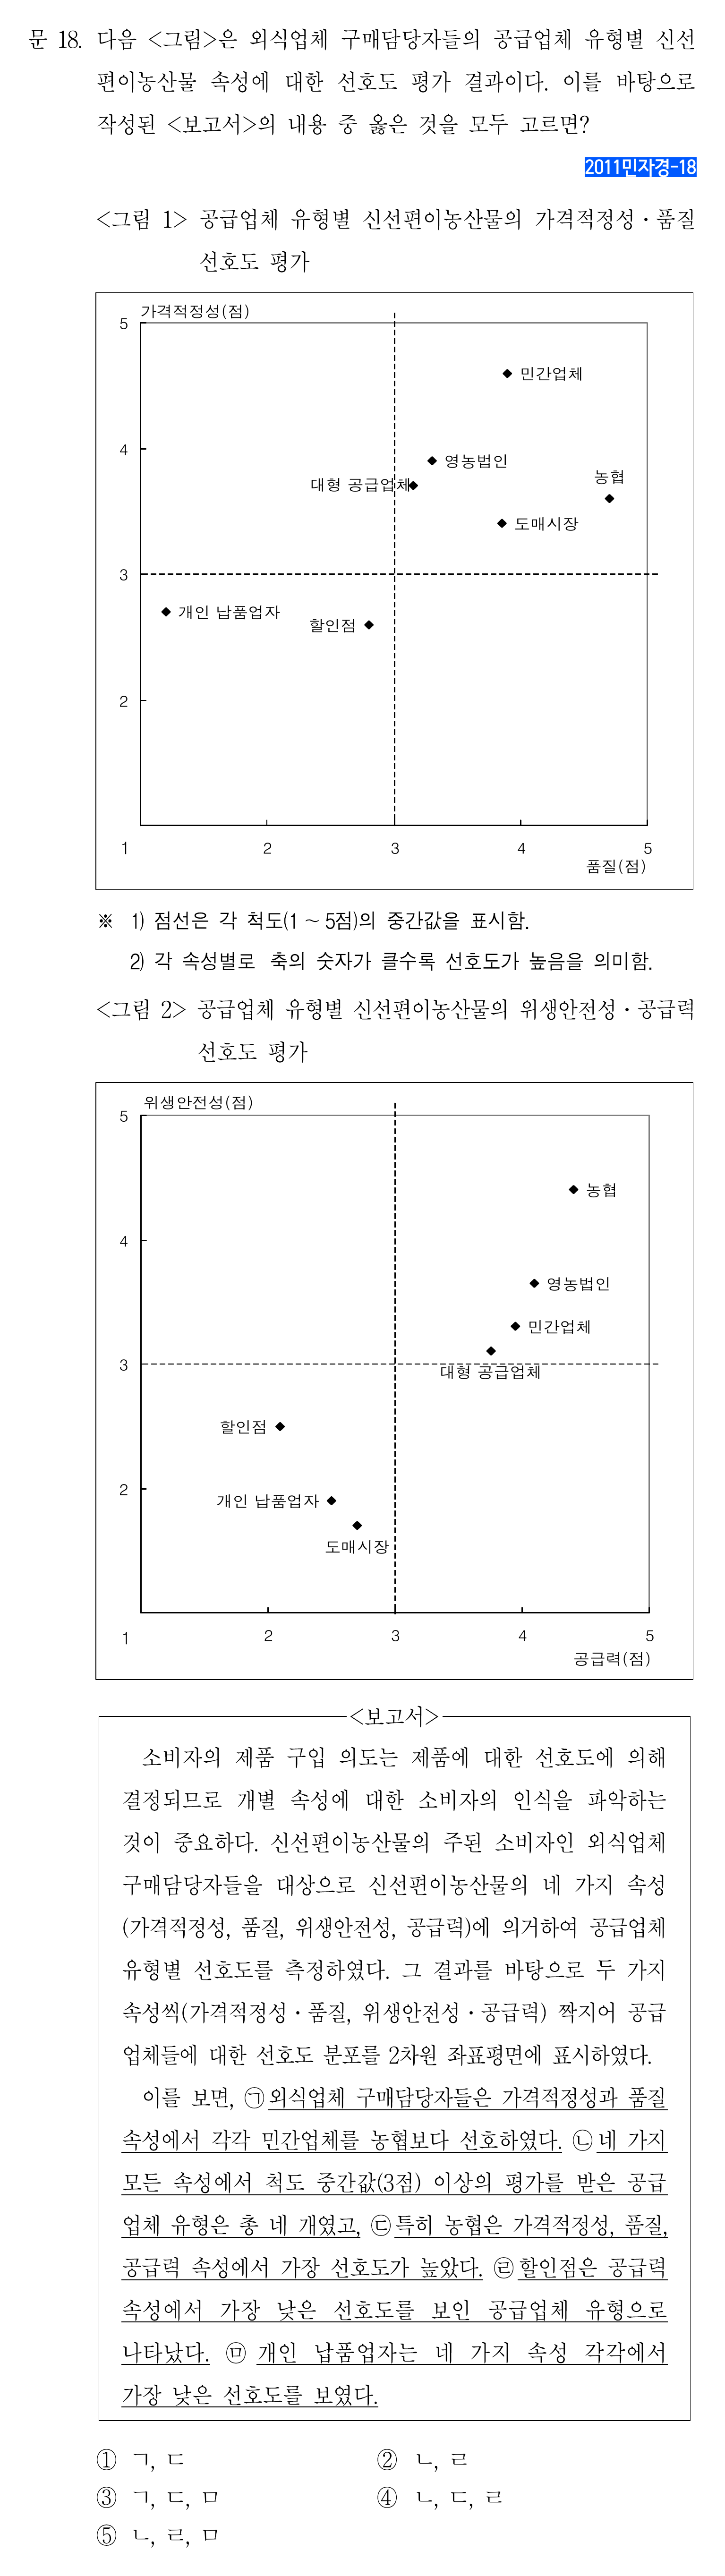 문 18. 다음 <그림>은 외식업체 구매담당자들의 공급업체 유형별 신선
편이농산물 속성에 대한 선호도 평가 결과이다. 이를 바탕으로
작성된 <보고서>의 내용 중 옳은 것을 모두 고르면?
2011민자경-18
<그림 1> 공급업체 유형별 신선편이농산물의 가격적정성・품질
선호도 평가
가격적정성(점)
5
민간업체
4
영농법인
농협
대형 공급업체
도매시장
3
개인 납품업자
할인점
2
1 2 3 4 5
품질(점)
※ 1) 점선은 각 척도(1 ~ 5점)의 중간값을 표시함.
2) 각 속성별로 축의 숫자가 클수록 선호도가 높음을 의미함.
<그림 2> 공급업체 유형별 신선편이농산물의 위생안전성・공급력
선호도 평가
위생안전성(점)
5
농협
4
영농법인
민간업체
3
대형 공급업체
할인점
2
개인 납품업자
도매시장
1 2 3 4 5
공급력(점)
<보고서>
소비자의 제품 구입 의도는 제품에 대한 선호도에 의해
결정되므로 개별 속성에 대한 소비자의 인식을 파악하는
것이 중요하다. 신선편이농산물의 주된 소비자인 외식업체
구매담당자들을 대상으로 신선편이농산물의 네 가지 속성
(가격적정성, 품질, 위생안전성, 공급력)에 의거하여 공급업체
유형별 선호도를 측정하였다. 그 결과를 바탕으로 두 가지
속성씩(가격적정성・품질, 위생안전성・공급력) 짝지어 공급
업체들에 대한 선호도 분포를 2차원 좌표평면에 표시하였다.
이를 보면, ㉠외식업체 구매담당자들은 가격적정성과 품질
속성에서 각각 민간업체를 농협보다 선호하였다. ㉡네 가지
모든 속성에서 척도 중간값(3점) 이상의 평가를 받은 공급
업체 유형은 총 네 개였고, ㉢특히 농협은 가격적정성, 품질,
공급력 속성에서 가장 선호도가 높았다. ㉣할인점은 공급력
속성에서 가장 낮은 선호도를 보인 공급업체 유형으로
나타났다. ㉤ 개인 납품업자는 네 가지 속성 각각에서
가장 낮은 선호도를 보였다.
① ㄱ, ㄷ ② ㄴ, ㄹ
③ ㄱ, ㄷ, ㅁ ④ ㄴ, ㄷ, ㄹ
⑤ ㄴ, ㄹ, ㅁ